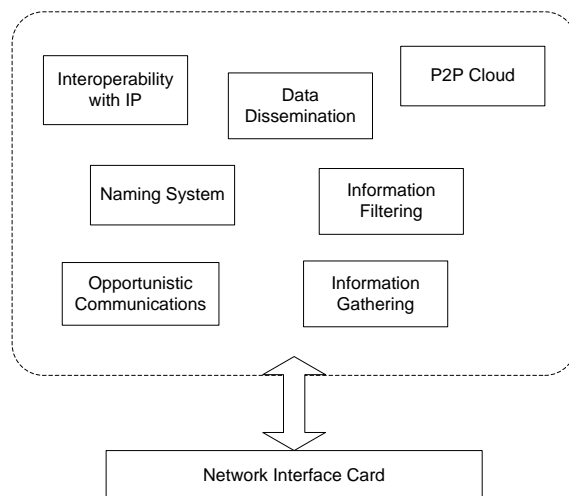 Interoperability
with IP
Data
Dissemination
P2P Cloud
Naming System
Information
Filtering
Opportunistic
Communications
Information
Gathering
Network Interface Card